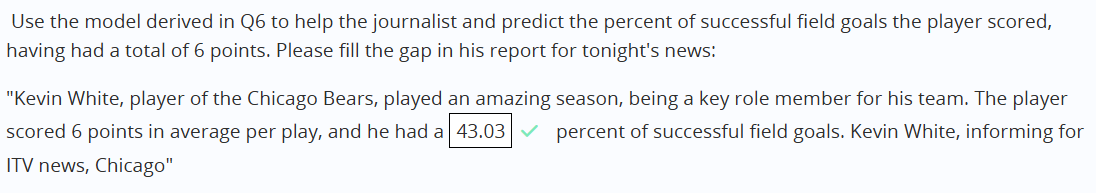 Use the model derived in Q6 to help the journalist and predict the percent of successful field goals the player scored,
having had a total of 6 points. Please fill the gap in his report for tonight's news:
"Kevin White, player of the Chicago Bears, played an amazing season, being a key role member for his team. The player
scored 6 points in average per play, and he had a 43.03 ✓ percent of successful field goals. Kevin White, informing for
ITV news, Chicago"